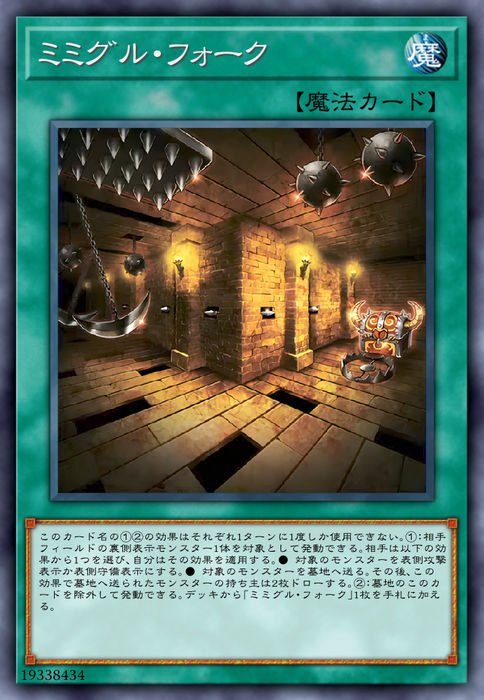 ミミグル・フォーク
魔
【魔法カード】
このカード名の①②の効果はそれぞれ1ターンに1度しか使用できない。①:相手
フィールドの裏側表示モンスター1体を対象として発動できる。相手は以下の効
果から1つを選び、自分はその効果を適用する。● 対象のモンスターを表側攻撃
表示か表側守備表示にする。● 対象のモンスターを墓地へ送る。その後、この
効果で墓地へ送られたモンスターの持ち主は2枚ドローする。②:墓地のこのカ
ードを除外して発動できる。デッキから「ミミグル・フォーク」1枚を手札に加え
る。
19338434